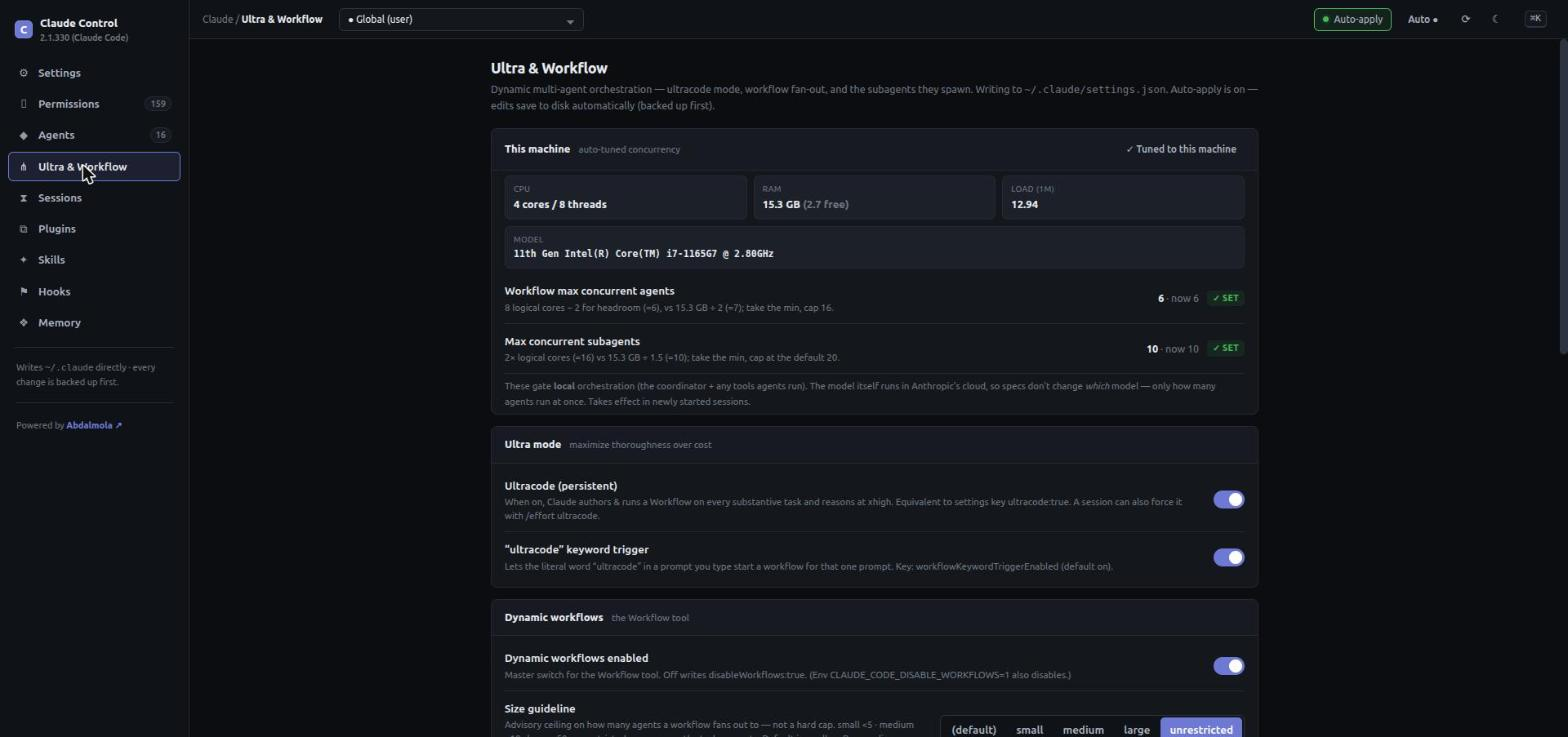 C
Claude Control
2.1.330 (Claude Code)
Settings
Permissions 159
Agents 16
Ultra & Workflow
Sessions
Plugins
Skills
Hooks
Memory
Writes ~/.claude directly · every
change is backed up first.
Powered by Abdalmola ↗
Claude / Ultra & Workflow
● Global (user)
● Auto-apply
Auto ●
⌘K
Ultra & Workflow
Dynamic multi-agent orchestration — ultracode mode, workflow fan-out, and the subagents they spawn. Writing to ~/.claude/settings.json. Auto-apply is on —
edits save to disk automatically (backed up first).
This machine auto-tuned concurrency
✓ Tuned to this machine
CPU
4 cores / 8 threads
RAM
15.3 GB (2.7 free)
LOAD (1M)
12.94
MODEL
11th Gen Intel(R) Core(TM) i7-1165G7 @ 2.80GHz
Workflow max concurrent agents
8 logical cores − 2 for headroom (=6), vs 15.3 GB ÷ 2 (=7); take the min, cap 16.
6 · now 6 ✓ SET
Max concurrent subagents
2× logical cores (=16) vs 15.3 GB ÷ 1.5 (=10); take the min, cap at the default 20.
10 · now 10 ✓ SET
These gate local orchestration (the coordinator + any tools agents run). The model itself runs in Anthropic's cloud, so specs don't change which model — only how many
agents run at once. Takes effect in newly started sessions.
Ultra mode maximize thoroughness over cost
Ultracode (persistent)
When on, Claude authors & runs a Workflow on every substantive task and reasons at xhigh. Equivalent to settings key ultracode:true. A session can also force it
with /effort ultracode.
"ultracode" keyword trigger
Lets the literal word "ultracode" in a prompt you type start a workflow for that one prompt. Key: workflowKeywordTriggerEnabled (default on).
Dynamic workflows the Workflow tool
Dynamic workflows enabled
Master switch for the Workflow tool. Off writes disableWorkflows:true. (Env CLAUDE_CODE_DISABLE_WORKFLOWS=1 also disables.)
Size guideline
Advisory ceiling on how many agents a workflow fans out to — not a hard cap. small <5 · medium
(default) small medium large unrestricted